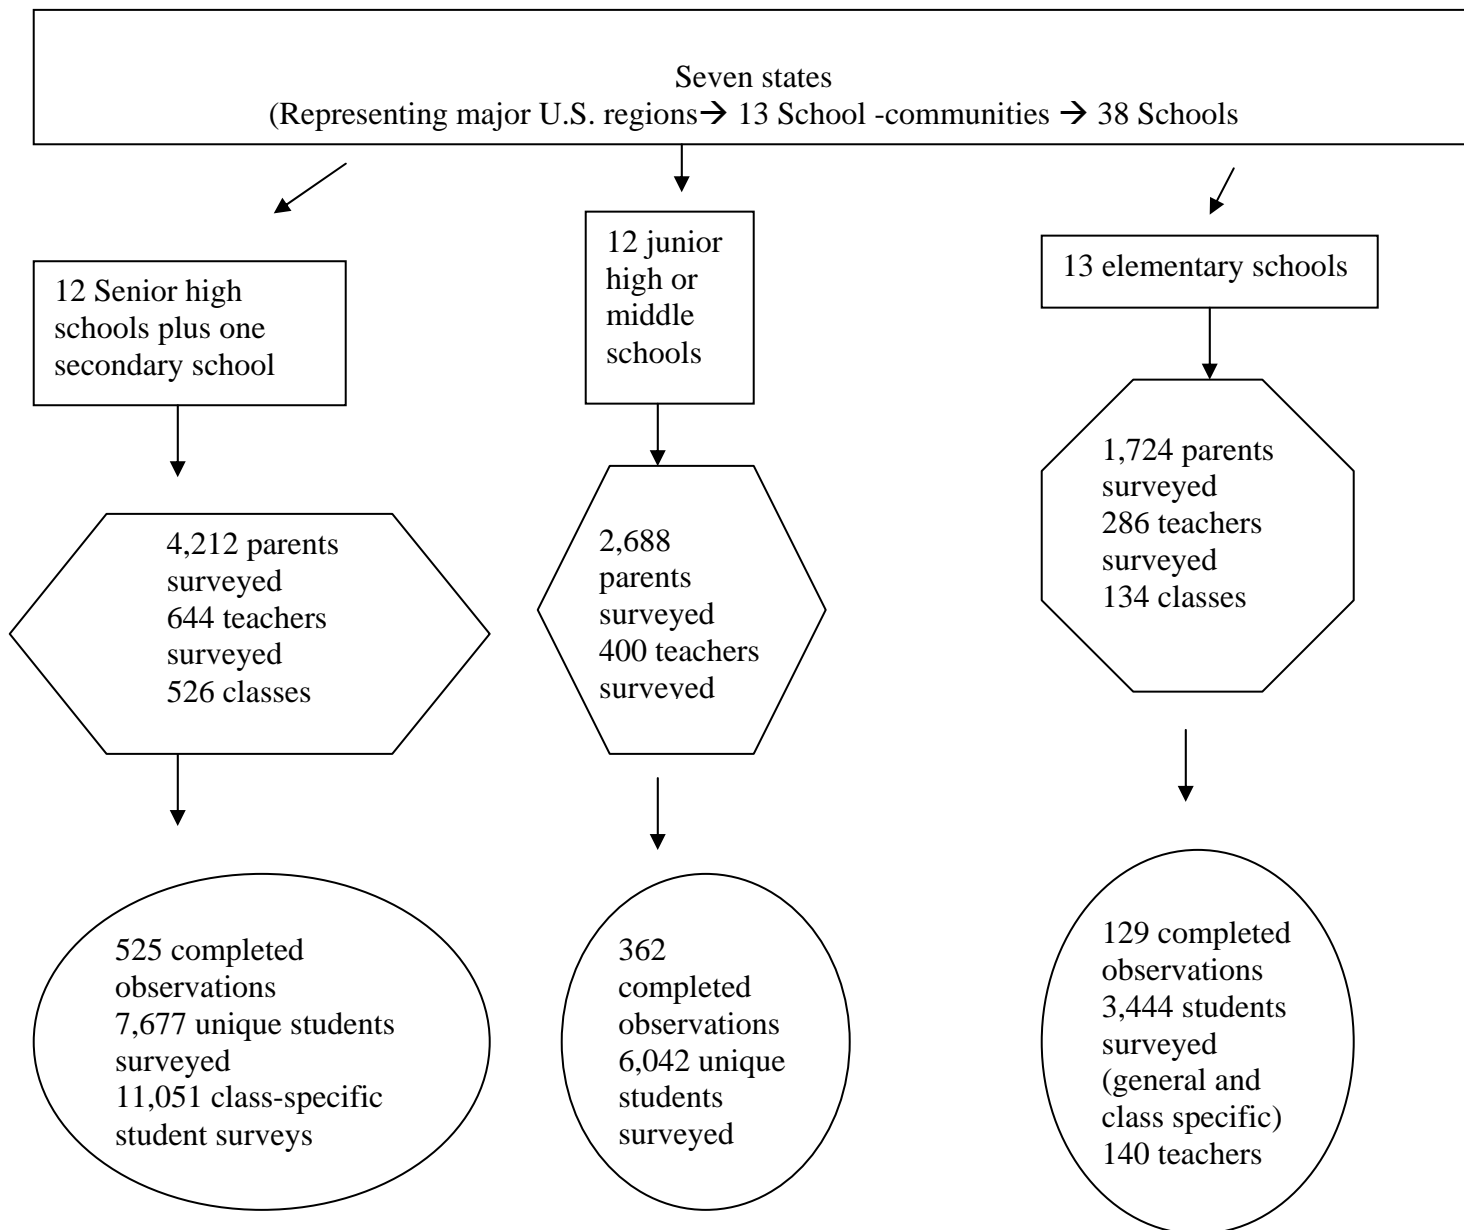 Seven states
(Representing major U.S. regions→ 13 School -communities → 38 Schools
12 Senior high
schools plus one
secondary school
12 junior
high or
middle
schools
13 elementary schools
4,212 parents
surveyed
644 teachers
surveyed
526 classes
2,688
parents
surveyed
400 teachers
surveyed
1,724 parents
surveyed
286 teachers
surveyed
134 classes
525 completed
observations
7,677 unique students
surveyed
11,051 class-specific
student surveys
362
completed
observations
6,042 unique
students
surveyed
129 completed
observations
3,444 students
surveyed
(general and
class specific)
140 teachers